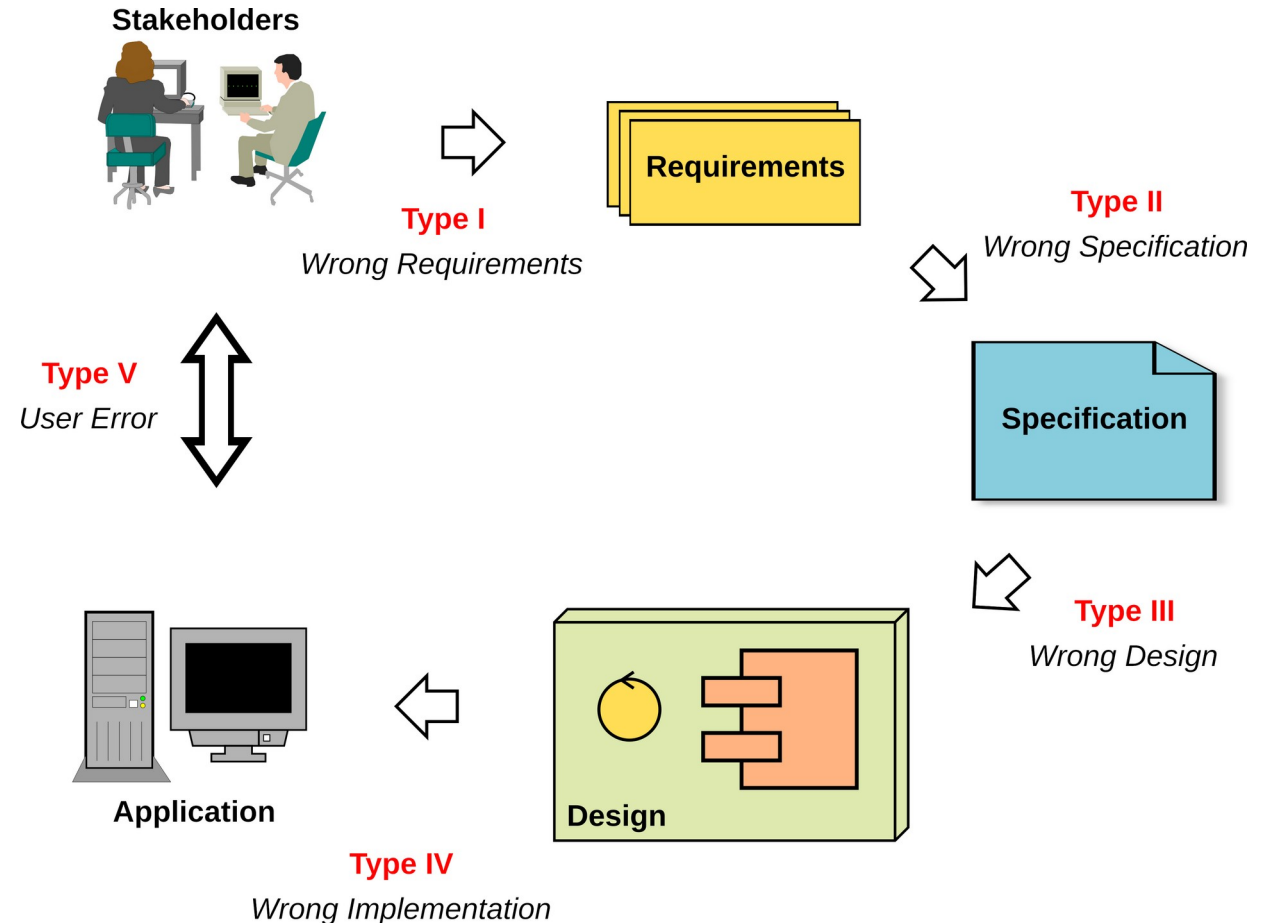 Stakeholders
Requirements
Type I
Wrong Requirements
Type II
Wrong Specification
Specification
Type III
Wrong Design
Design
Type IV
Wrong Implementation
Application
Type V
User Error